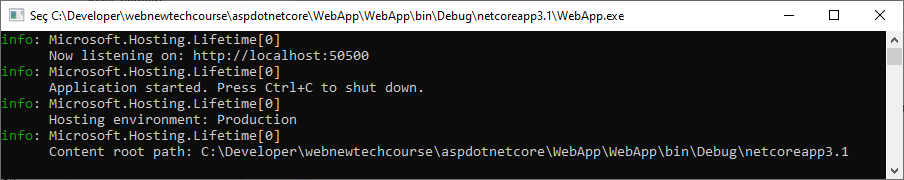 Seç C:\Developer\webnewtechcourse\aspdotnetcore\WebApp\WebApp\bin\Debug\netcoreapp3.1\WebApp.exe
info: Microsoft.Hosting.Lifetime[0]
Now listening on: http://localhost:50500
info: Microsoft.Hosting.Lifetime[0]
Application started. Press Ctrl+C to shut down.
info: Microsoft.Hosting.Lifetime[0]
Hosting environment: Production
info: Microsoft.Hosting.Lifetime[0]
Content root path: C:\Developer\webnewtechcourse\aspdotnetcore\WebApp\WebApp\bin\Debug\netcoreapp3.1